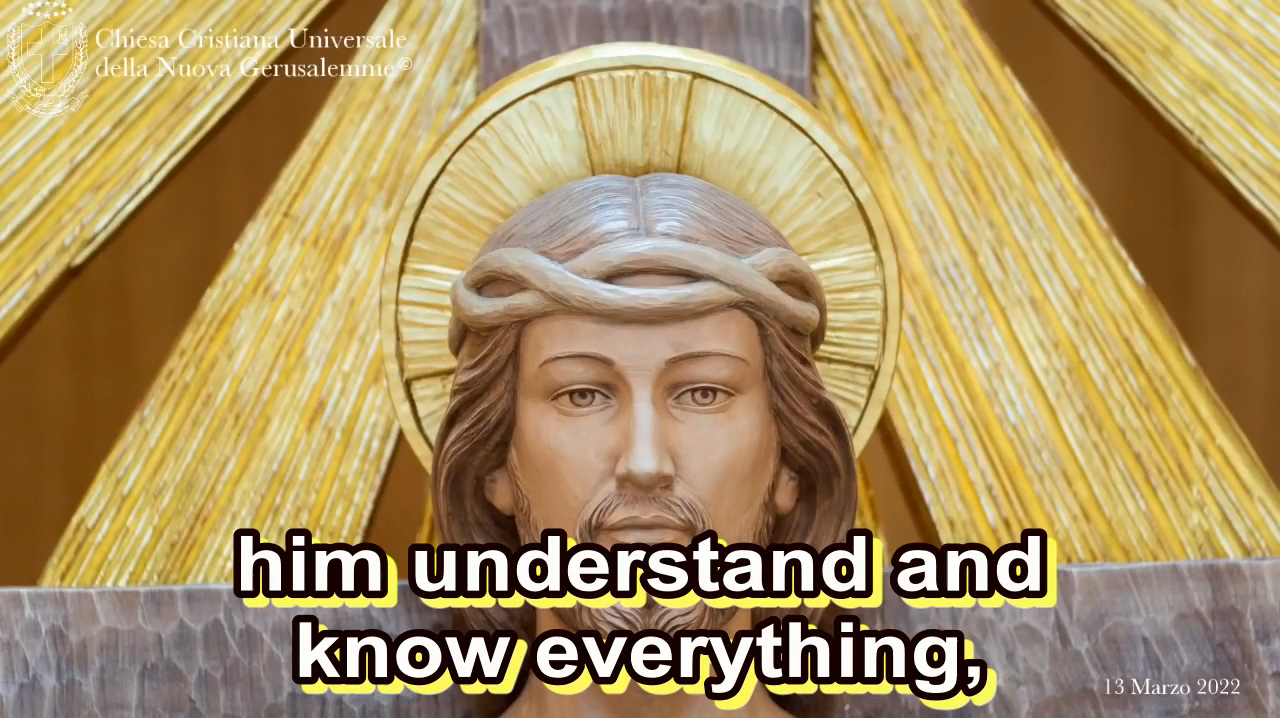 Chiesa Cristiana Universale
della Nuova Gerusalemme©
him understand and
know everything,
13 Marzo 2022